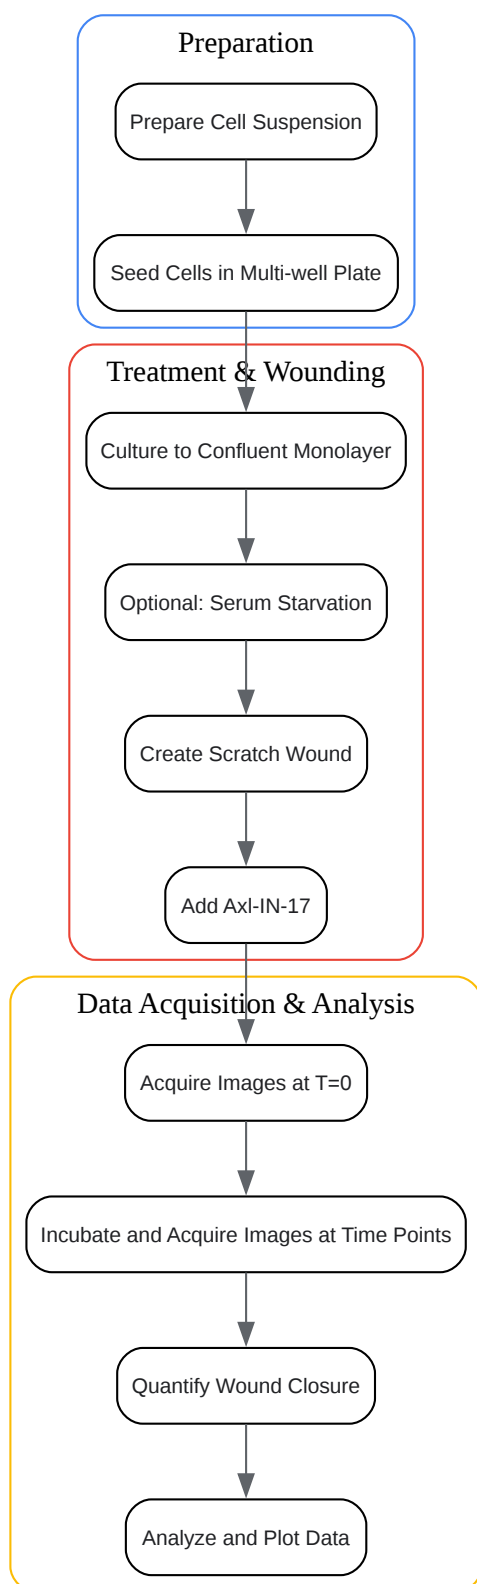 Preparation
Prepare Cell Suspension
Seed Cells in Multi-well Plate
Treatment & Wounding
Culture to Confluent Monolayer
Optional: Serum Starvation
Create Scratch Wound
Add Axl-IN-17
Data Acquisition & Analysis
Acquire Images at T=0
Incubate and Acquire Images at Time Points
Quantify Wound Closure
Analyze and Plot Data